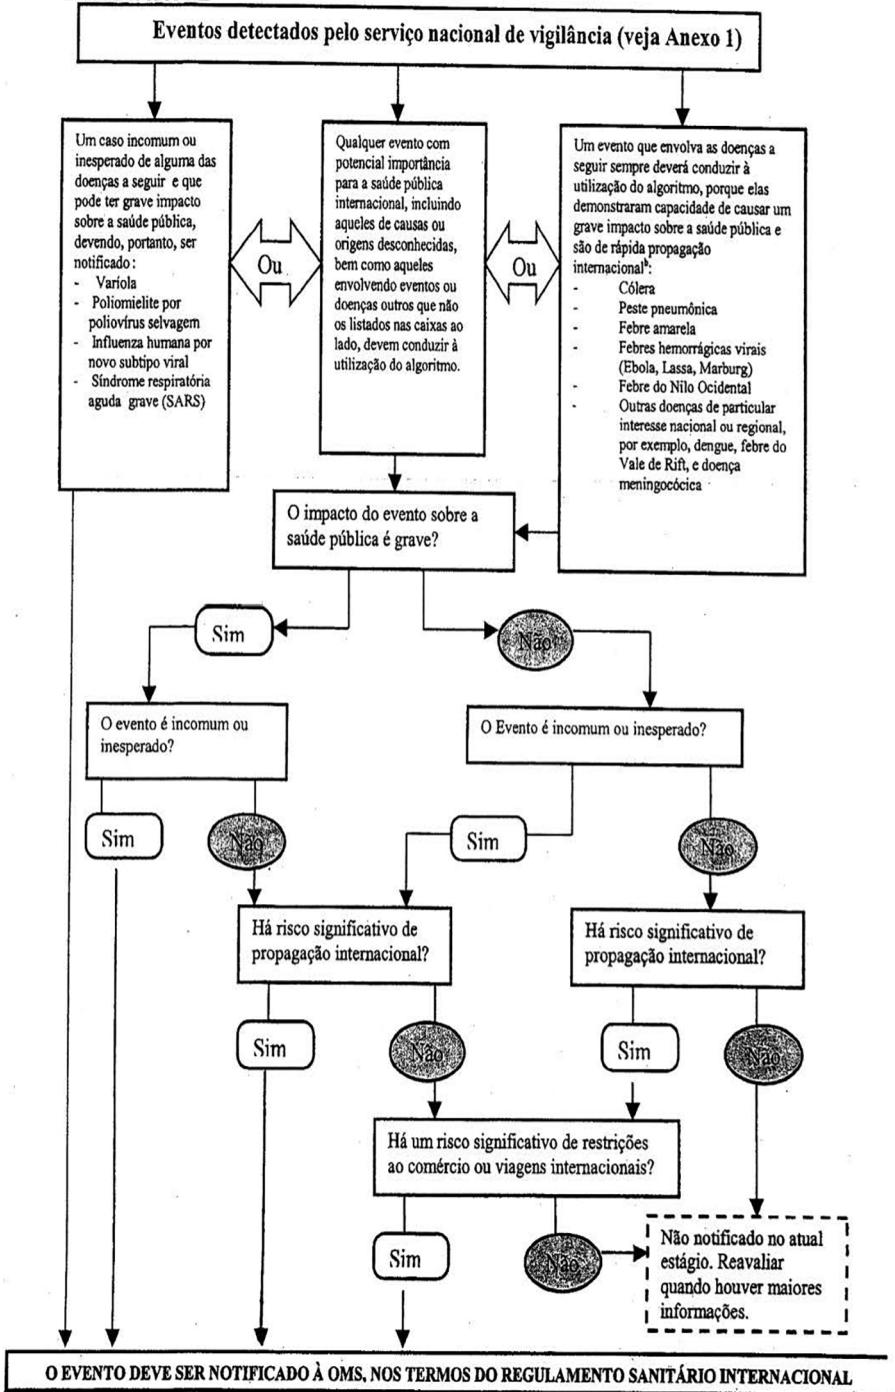 Eventos detectados pelo serviço nacional de vigilância (veja Anexo 1)
Um caso incomum ou
inesperado de alguma das
doenças a seguir e que
pode ter grave impacto
sobre a saúde pública,
devendo, portanto, ser
notificado :
- Varíola
- Poliomielite por
poliovírus selvagem
- Influenza humana por
novo subtipo viral
- Síndrome respiratória
aguda grave (SARS)
Ou
Qualquer evento com
potencial importância
para a saúde pública
internacional, incluindo
aqueles de causas ou
origens desconhecidas,
bem como aqueles
envolvendo eventos ou
doenças outros que não
os listados nas caixas ao
lado, devem conduzir à
utilização do algoritmo.
Ou
Um evento que envolva as doenças a
seguir sempre deverá conduzir à
utilização do algoritmo, porque elas
demonstraram capacidade de causar um
grave impacto sobre a saúde pública e
são de rápida propagação
internacionalᵇ:
- Cólera
- Peste pneumônica
- Febre amarela
- Febres hemorrágicas virais
(Ebola, Lassa, Marburg)
- Febre do Nilo Ocidental
- Outras doenças de particular
interesse nacional ou regional,
por exemplo, dengue, febre do
Vale de Rift, e doença
meningocócica
O impacto do evento sobre a
saúde pública é grave?
Sim
Não
O evento é incomum ou
inesperado?
O Evento é incomum ou inesperado?
Sim
Não
Sim
Não
Há risco significativo de
propagação internacional?
Há risco significativo de
propagação internacional?
Sim
Não
Sim
Não
Há um risco significativo de restrições
ao comércio ou viagens internacionais?
Sim
Não
Não notificado no atual
estágio. Reavaliar
quando houver maiores
informações.
O EVENTO DEVE SER NOTIFICADO À OMS, NOS TERMOS DO REGULAMENTO SANITÁRIO INTERNACIONAL